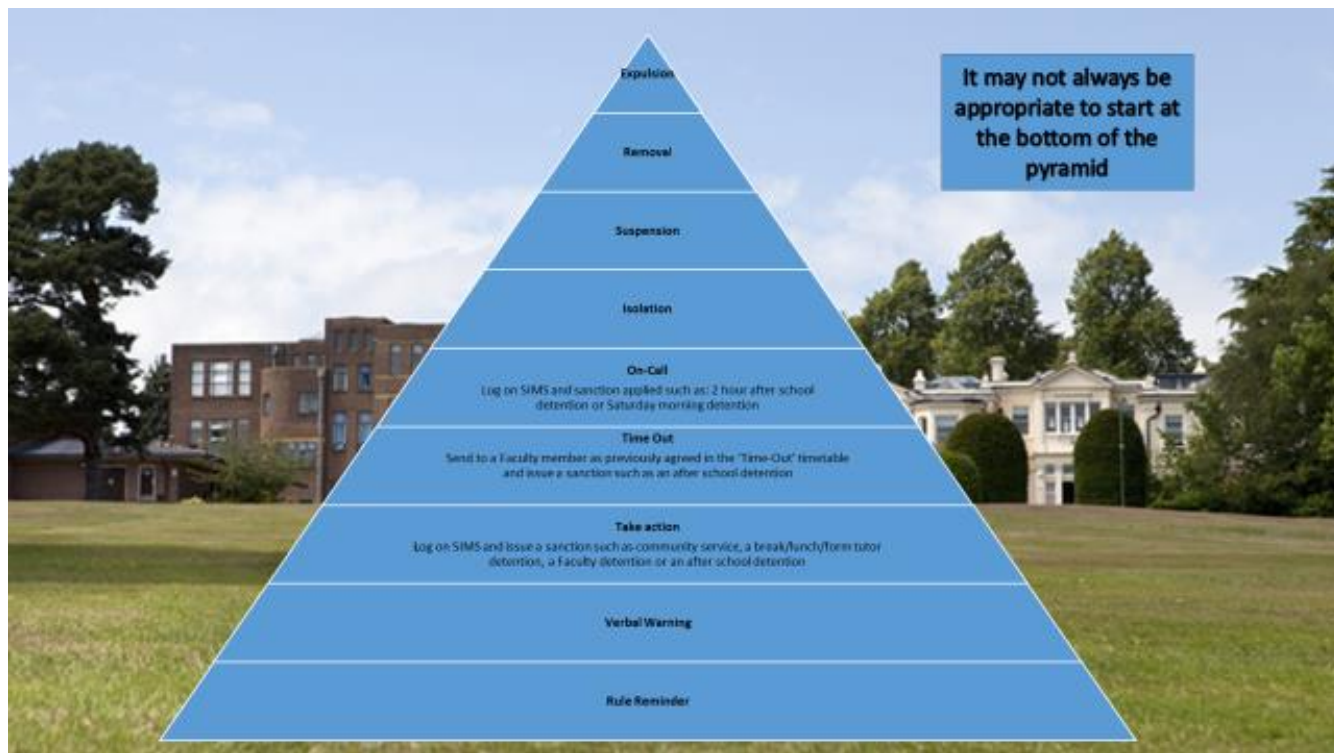 Expulsion
It may not always be
appropriate to start at
the bottom of the
pyramid
Removal
Suspension
Isolation
On-Call
Log on SIMS and sanction applied such as: 2 hour after school
detention or Saturday morning detention
Time Out
Send to a Faculty member as previously agreed in the 'Time-Out' timetable
and issue a sanction such as an after school detention
Take action
Log on SIMS and issue a sanction such as community service, a break/lunch/form tutor
detention, a Faculty detention or an after school detention
Verbal Warning
Rule Reminder